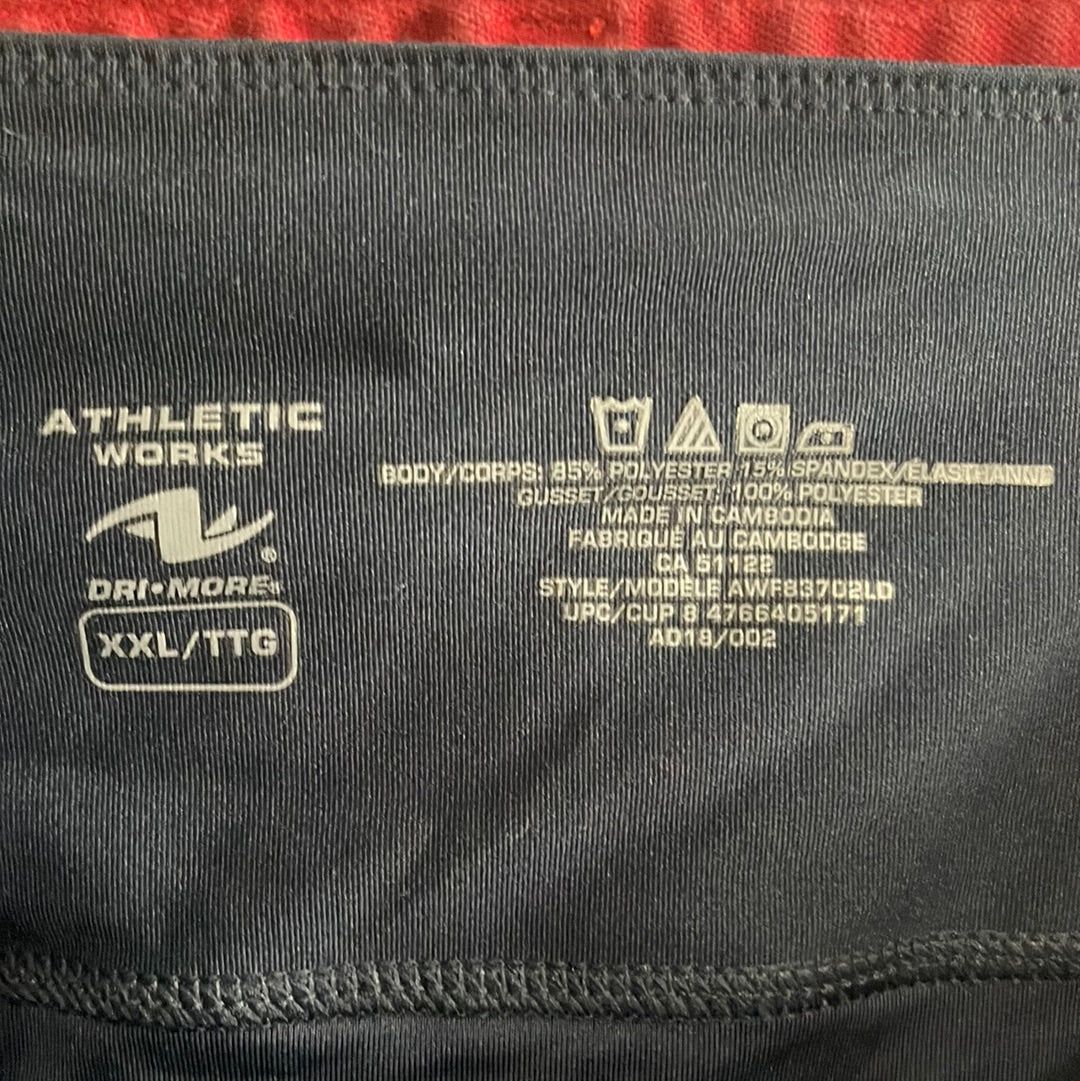 ATHLETIC
WORKS
®
DRI•MORE®
XXL/TTG
BODY/CORPS: 85% POLYESTER 15% SPANDEX/ÉLASTHANNE
GUSSET/GOUSSET: 100% POLYESTER
MADE IN CAMBODIA
FABRIQUÉ AU CAMBODGE
CA 51122
STYLE/MODÈLE AWF83702LD
UPC/CUP 8 4766405171
AD18/002